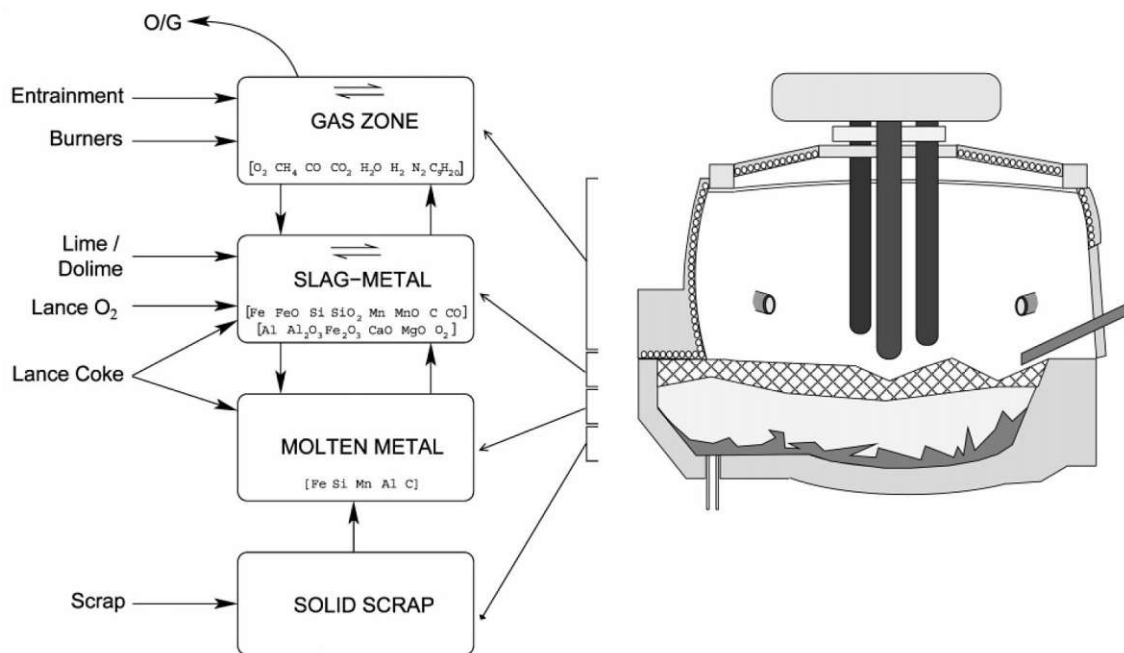 O/G
Entrainment
Burners
GAS ZONE
[O₂ CH₄ CO CO₂ H₂O H₂ N₂ C₉H₂₀]
Lime /
Dolime
Lance O₂
Lance Coke
SLAG-METAL
[Fe FeO Si SiO₂ Mn MnO C CO]
[Al Al₂O₃ Fe₂O₃ CaO MgO O₂]
MOLTEN METAL
[Fe Si Mn Al C]
Scrap
SOLID SCRAP